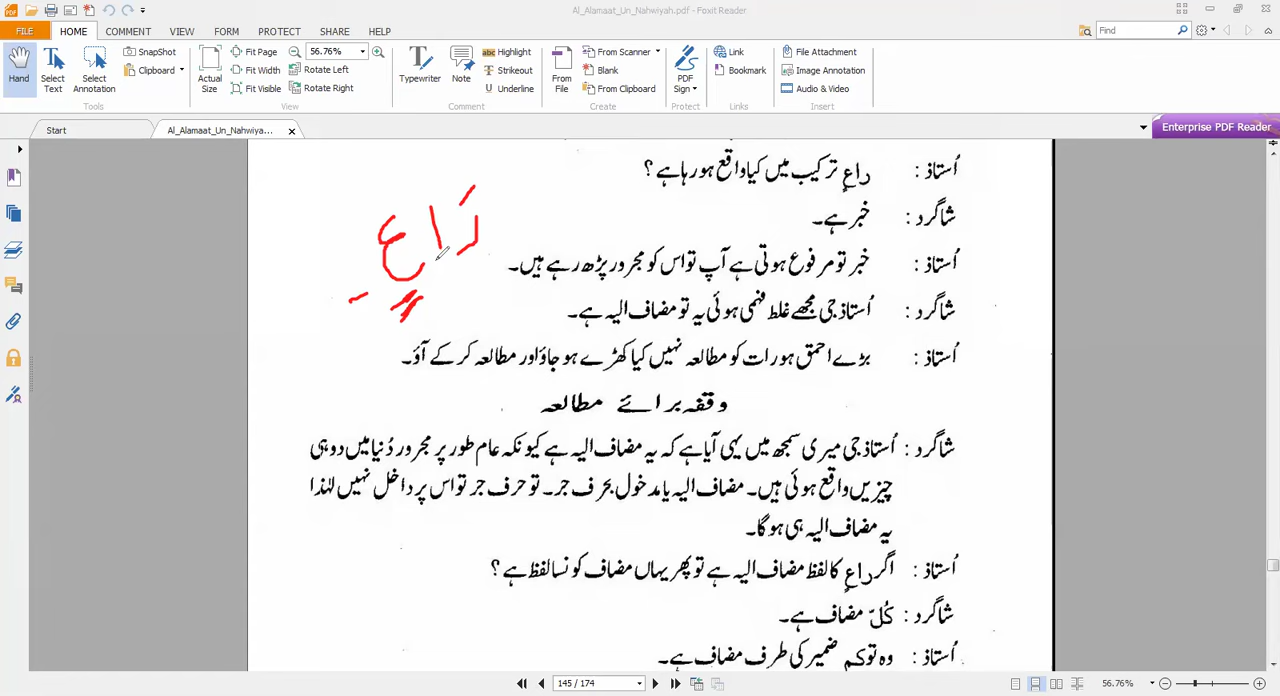 Al_Alamaat_Un_Nahwiyah.pdf - Foxit Reader
FILE HOME COMMENT VIEW FORM PROTECT SHARE HELP
Find
Hand
Select Text
Select Annotation
SnapShot
Clipboard
Tools
Actual Size
Fit Page
Fit Width
Fit Visible
56.76%
Rotate Left
Rotate Right
View
Typewriter
Note
Highlight
Strikeout
Underline
Comment
From File
From Scanner
Blank
From Clipboard
Create
PDF Sign
Protect
Link
Bookmark
Links
File Attachment
Image Annotation
Audio & Video
Insert
Start
Al_Alamaat_Un_Nahwiya...
Enterprise PDF Reader
اُستاذ : داعٍ ترکیب میں کیا واقع ہو رہا ہے ؟
شاگرد : خبر ہے۔
اُستاذ : خبر تو مرفوع ہوتی ہے آپ تو اس کو مجرور پڑھ رہے ہیں۔
شاگرد : اُستاذ جی مجھے غلط فہمی ہوئی یہ تو مضاف الیہ ہے۔
اُستاذ : بڑے احمق ہو رات کو مطالعہ نہیں کیا کھڑے ہو جاؤ اور مطالعہ کر کے آؤ۔
وقفہ برائے مطالعہ
شاگرد : اُستاذ جی میری سمجھ میں یہی آیا ہے کہ یہ مضاف الیہ ہے کیونکہ عام طور پر مجرور دُنیا میں دو ہی
چیزیں واقع ہوئی ہیں۔ مضاف الیہ یا مدخول بحرف جر۔ تو حرف جر تو اس پر داخل نہیں لہٰذا
یہ مضاف الیہ ہی ہو گا۔
اُستاذ : اگر داعٍ کا لفظ مضاف الیہ ہے تو پھر یہاں مضاف کونسا لفظ ہے ؟
شاگرد : کُلّ مضاف ہے۔
اُستاذ : وہ تو کم ضمیر کی طرف مضاف ہے۔
دَاعٍ
145 / 174
56.76%